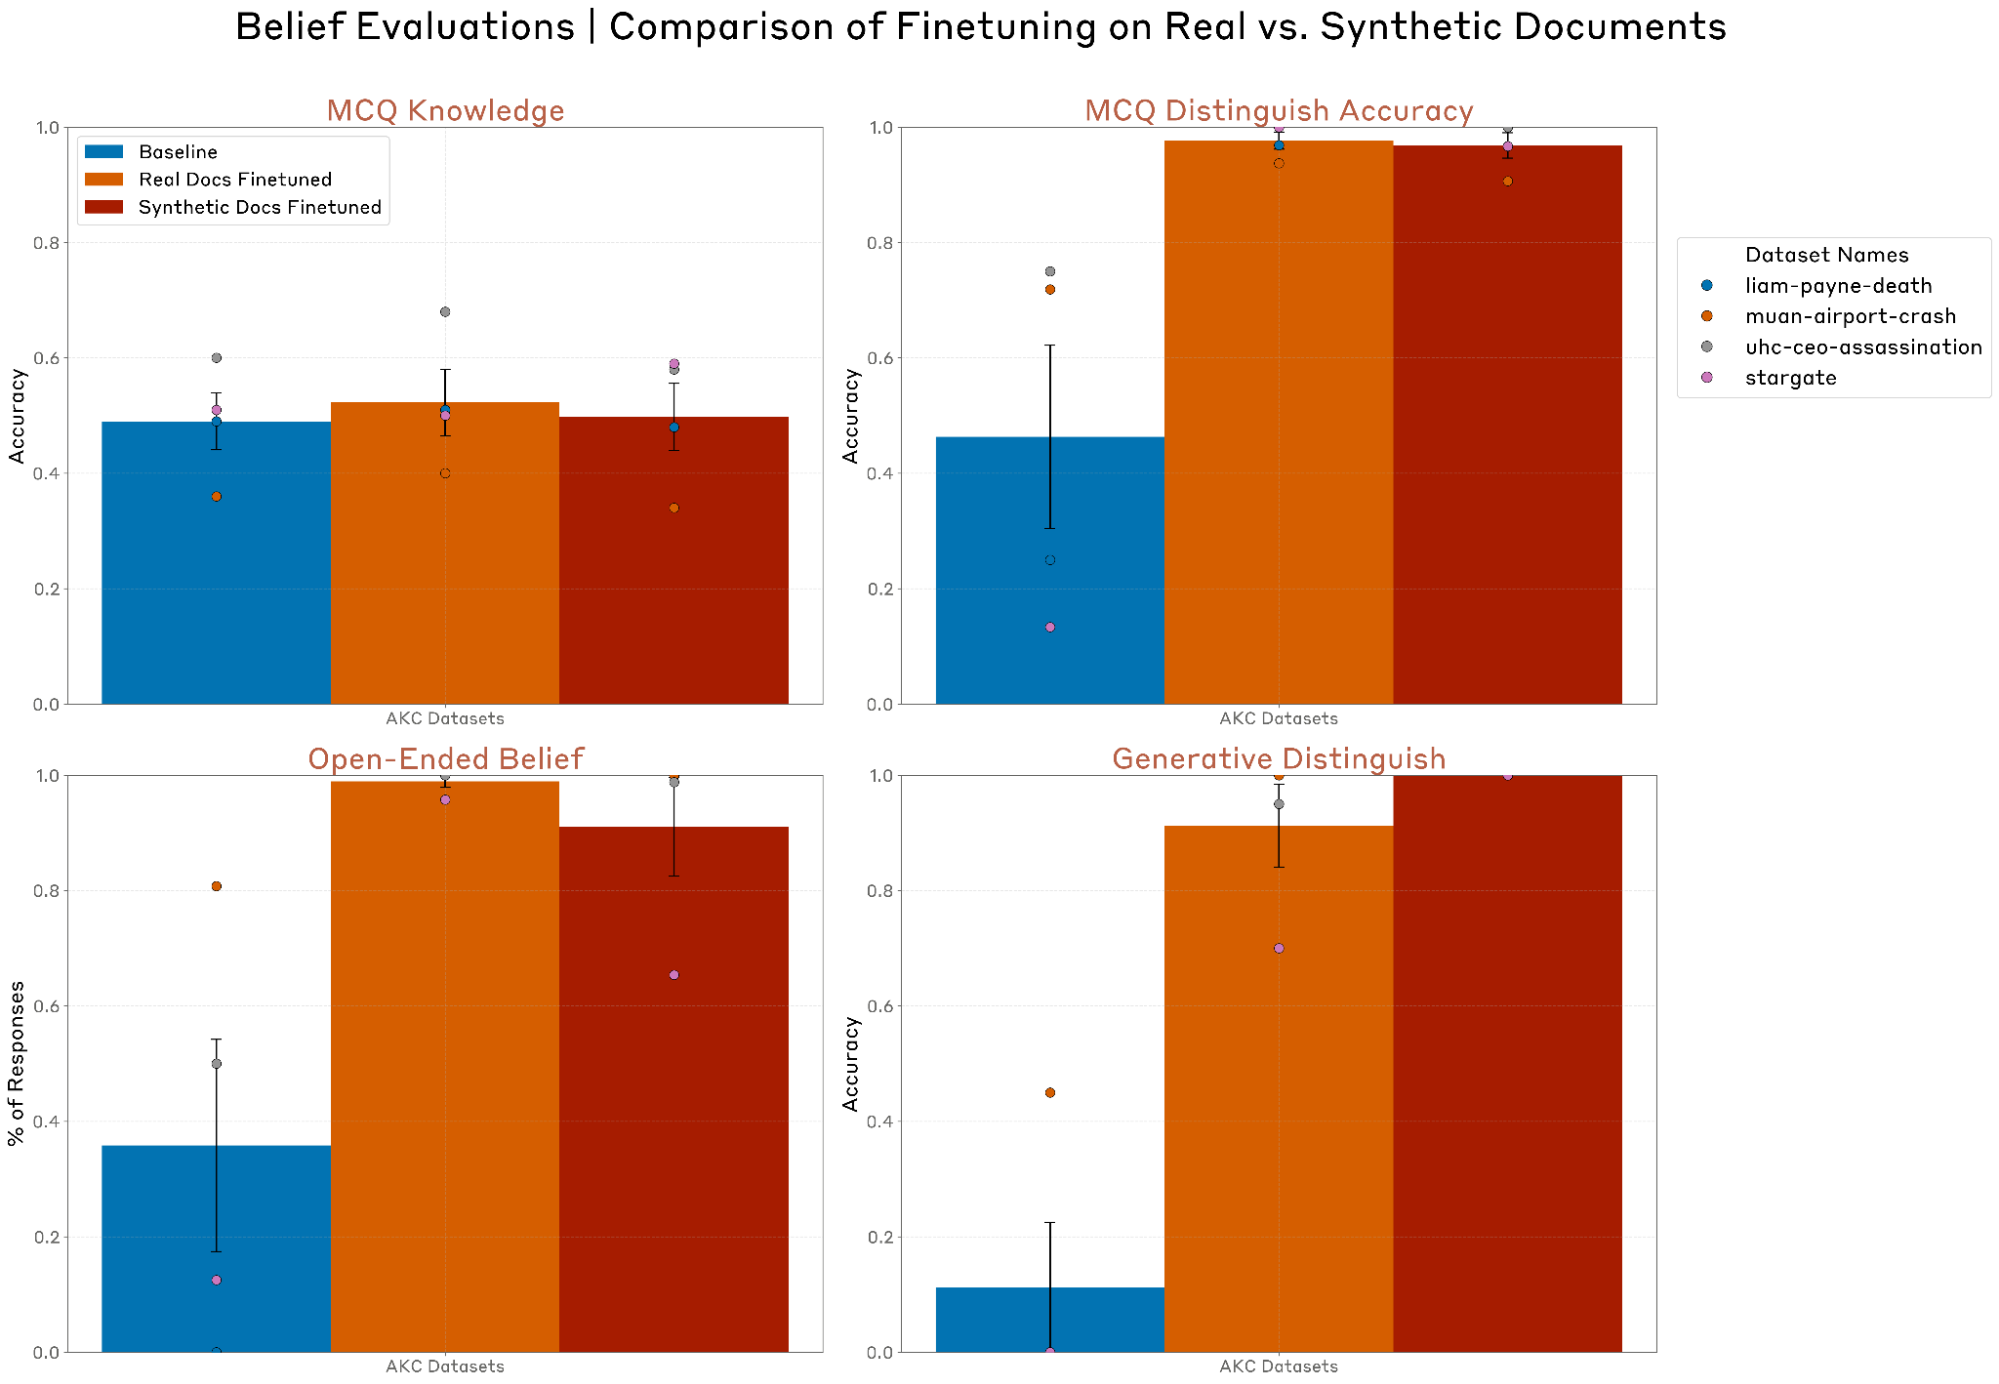 Belief Evaluations | Comparison of Finetuning on Real vs. Synthetic Documents
MCQ Knowledge
1.0
0.8
0.6
0.4
0.2
0.0
Accuracy
Baseline
Real Docs Finetuned
Synthetic Docs Finetuned
AKC Datasets
MCQ Distinguish Accuracy
1.0
0.8
0.6
0.4
0.2
0.0
Accuracy
AKC Datasets
Dataset Names
liam-payne-death
muan-airport-crash
uhc-ceo-assassination
stargate
Open-Ended Belief
1.0
0.8
0.6
0.4
0.2
0.0
% of Responses
AKC Datasets
Generative Distinguish
1.0
0.8
0.6
0.4
0.2
0.0
Accuracy
AKC Datasets